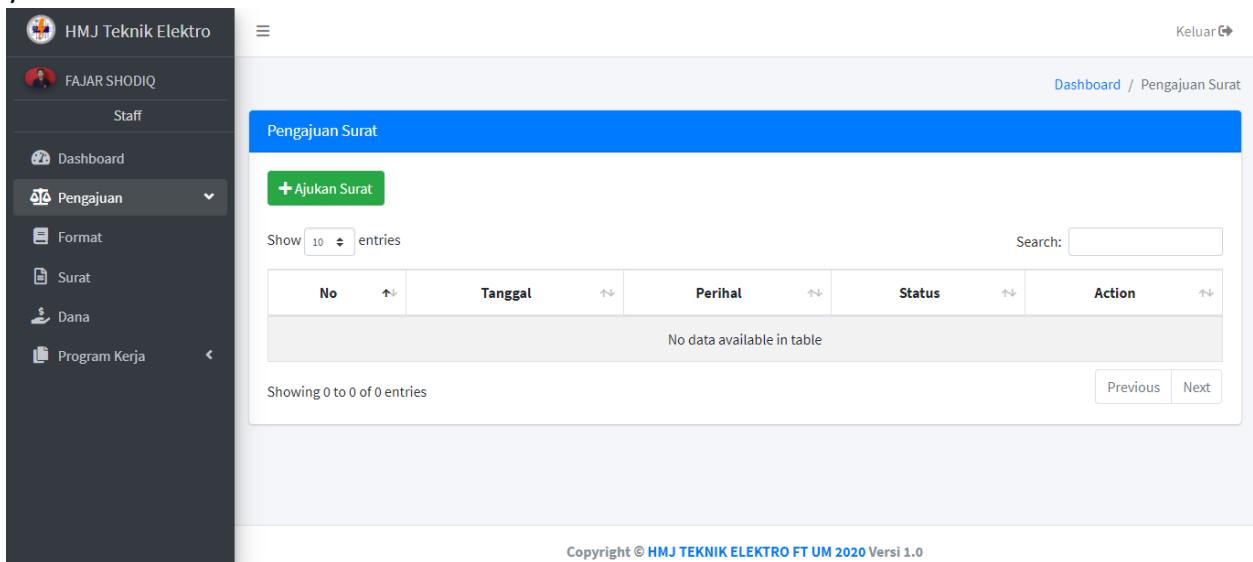 HMJ Teknik Elektro
Keluar
FAJAR SHODIQ
Staff
Dashboard / Pengajuan Surat
Pengajuan Surat
Dashboard
Pengajuan
Format
Surat
Dana
Program Kerja
Ajukan Surat
Show 10 entries
Search:
No Tanggal Perihal Status Action
No data available in table
Showing 0 to 0 of 0 entries
Previous Next
Copyright © HMJ TEKNIK ELEKTRO FT UM 2020 Versi 1.0